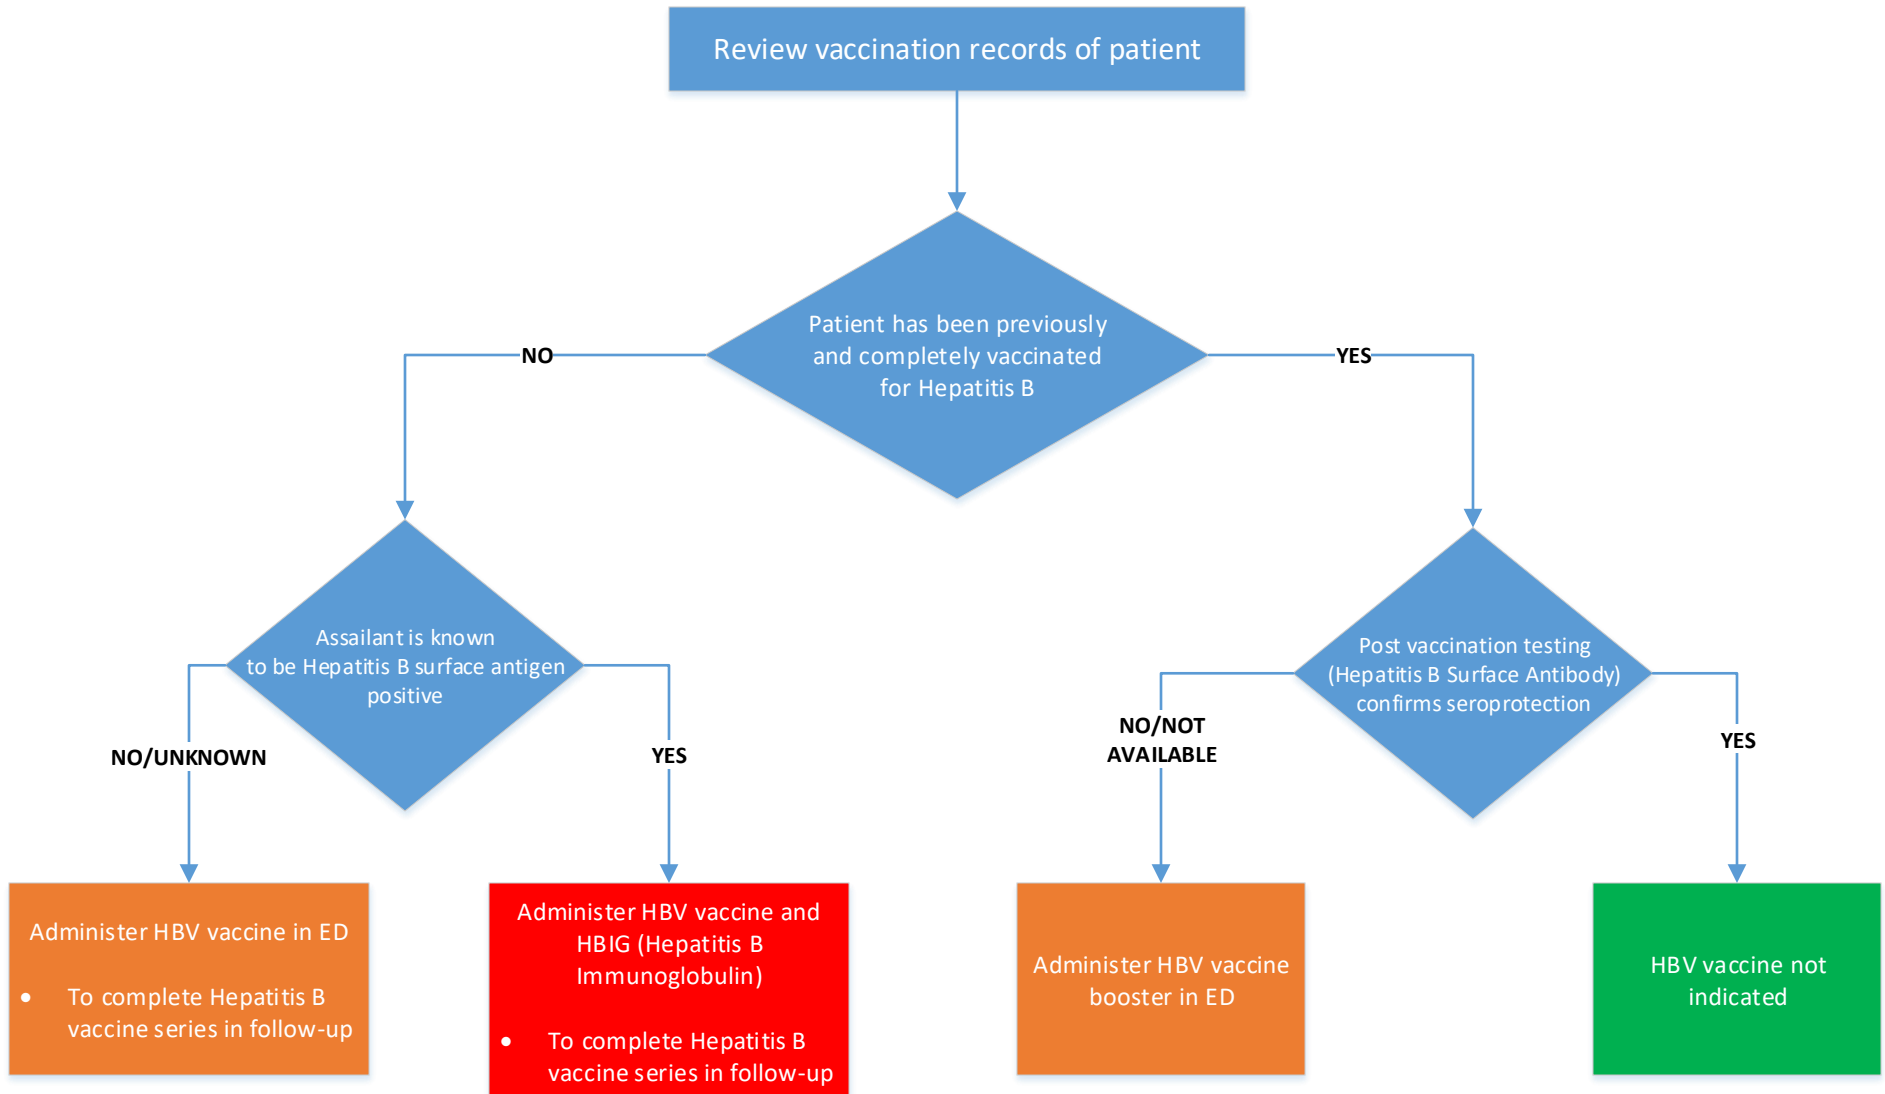 Review vaccination records of patient
Patient has been previously
and completely vaccinated
for Hepatitis B
NO
YES
Assailant is known
to be Hepatitis B surface antigen
positive
Post vaccination testing
(Hepatitis B Surface Antibody)
confirms seroprotection
NO/UNKNOWN
YES
NO/NOT
AVAILABLE
YES
Administer HBV vaccine in ED
• To complete Hepatitis B
vaccine series in follow-up
Administer HBV vaccine and
HBIG (Hepatitis B
Immunoglobulin)
• To complete Hepatitis B
vaccine series in follow-up
Administer HBV vaccine
booster in ED
HBV vaccine not
indicated